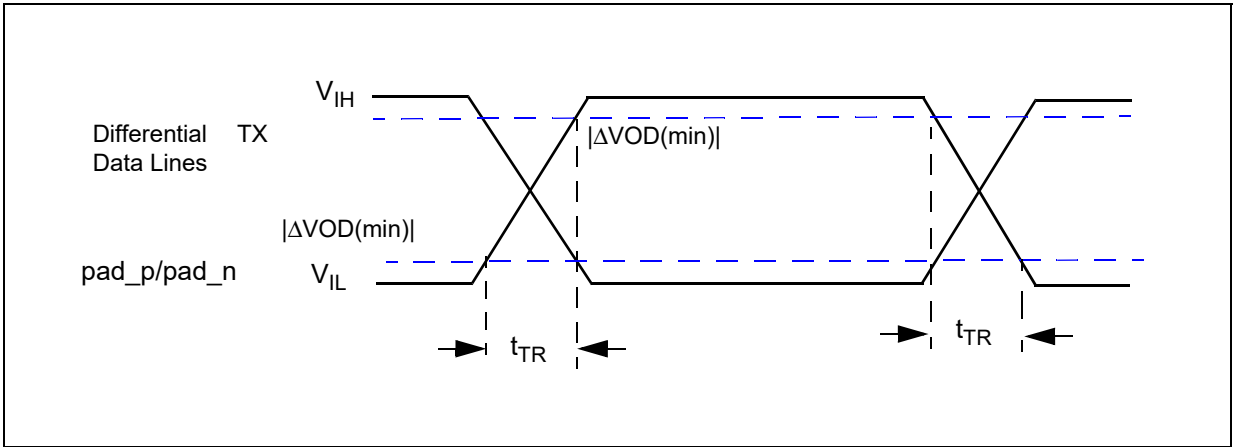 V_IH
Differential TX
Data Lines
|ΔVOD(min)|
|ΔVOD(min)|
pad_p/pad_n
V_IL
t_TR
t_TR